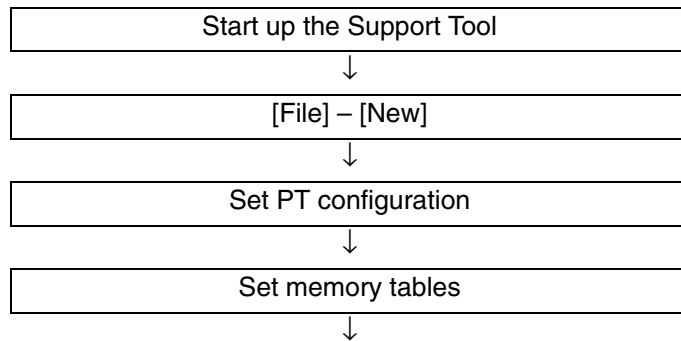 Start up the Support Tool
↓
[File] – [New]
↓
Set PT configuration
↓
Set memory tables
↓